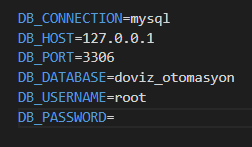 DB_CONNECTION=mysql
DB_HOST=127.0.0.1
DB_PORT=3306
DB_DATABASE=doviz_otomasyon
DB_USERNAME=root
DB_PASSWORD=